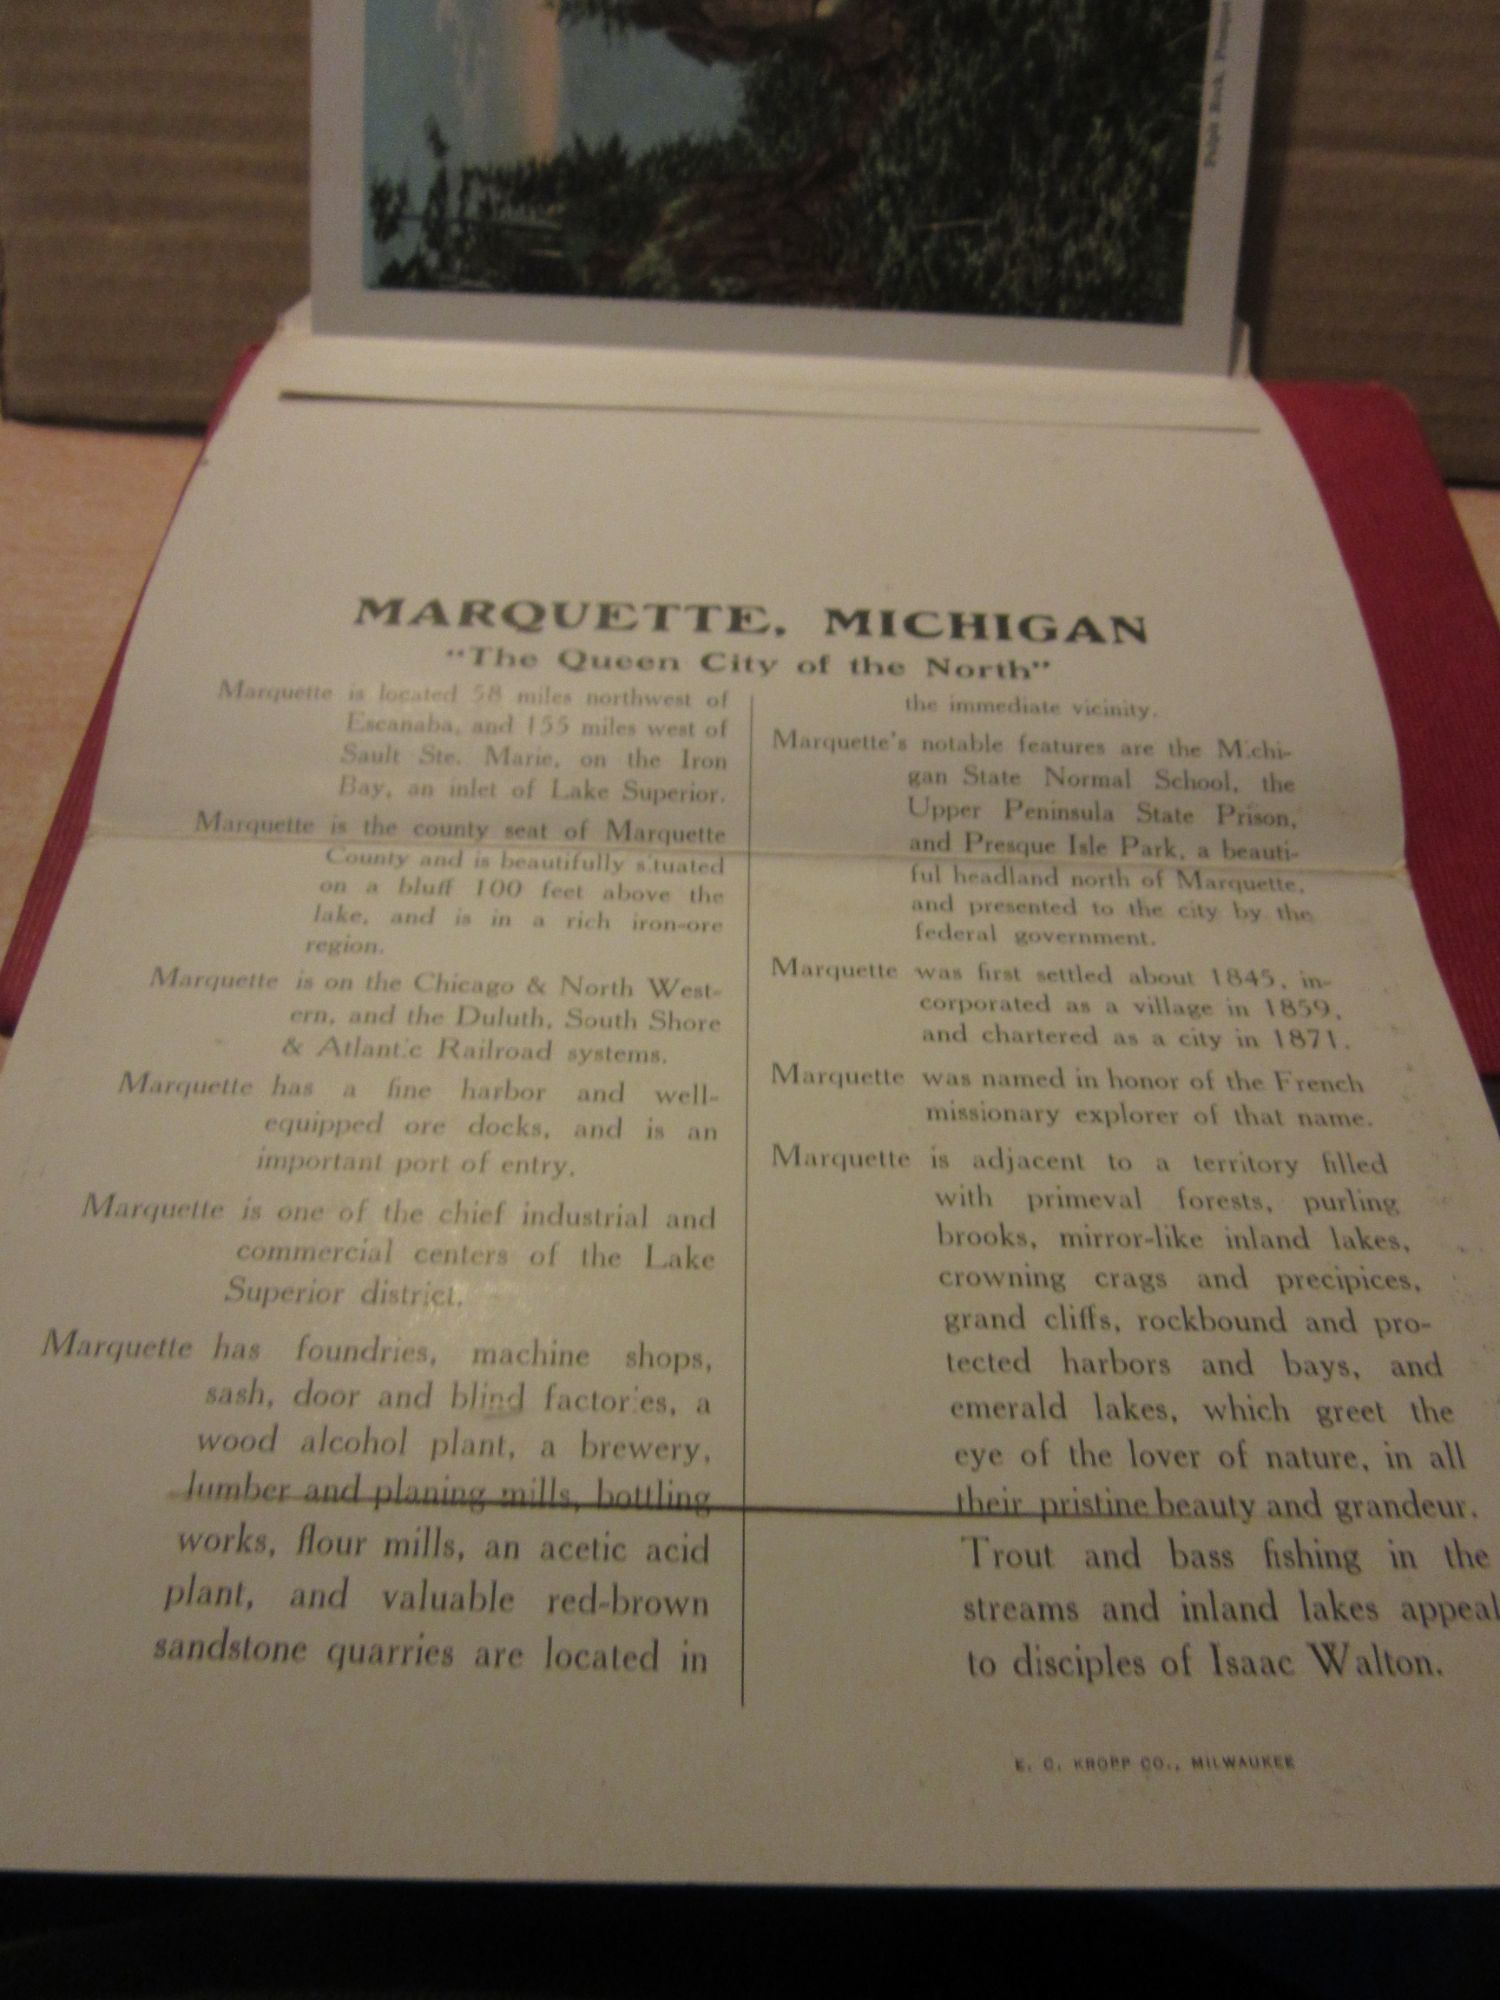 Pulpit Rock,
MARQUETTE, MICHIGAN
"The Queen City of the North"
Marquette is located 58 miles northwest of
Escanaba, and 155 miles west of
Sault Ste. Marie, on the Iron
Bay, an inlet of Lake Superior.
Marquette is the county seat of Marquette
County and is beautifully situated
on a bluff 100 feet above the
lake, and is in a rich iron-ore
region.
Marquette is on the Chicago & North West-
ern, and the Duluth, South Shore
& Atlantic Railroad systems.
Marquette has a fine harbor and well-
equipped ore docks, and is an
important port of entry.
Marquette is one of the chief industrial and
commercial centers of the Lake
Superior district.
Marquette has foundries, machine shops,
sash, door and blind factories, a
wood alcohol plant, a brewery,
lumber and planing mills, bottling
works, flour mills, an acetic acid
plant, and valuable red-brown
sandstone quarries are located in
the immediate vicinity.
Marquette's notable features are the Michi-
gan State Normal School, the
Upper Peninsula State Prison,
and Presque Isle Park, a beauti-
ful headland north of Marquette,
and presented to the city by the
federal government.
Marquette was first settled about 1845, in-
corporated as a village in 1859,
and chartered as a city in 1871.
Marquette was named in honor of the French
missionary explorer of that name.
Marquette is adjacent to a territory filled
with primeval forests, purling
brooks, mirror-like inland lakes,
crowning crags and precipices,
grand cliffs, rockbound and pro-
tected harbors and bays, and
emerald lakes, which greet the
eye of the lover of nature, in all
their pristine beauty and grandeur.
Trout and bass fishing in the
streams and inland lakes appeal
to disciples of Isaac Walton.
E. C. KROPP CO., MILWAUKEE